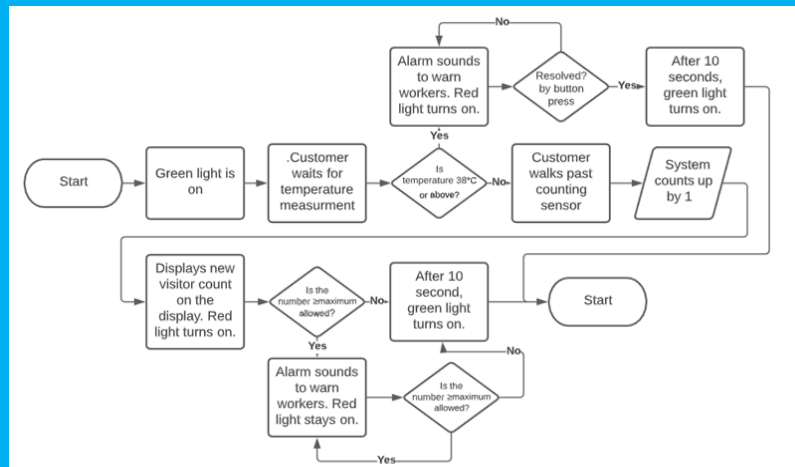 No
Alarm sounds
to warn
workers. Red
light turns on.
Resolved?
by button
press
Yes
After 10
seconds,
green light
turns on.
Yes
Start
Green light is
on
.Customer
waits for
temperature
measurment
Is
temperature 38°C
or above?
No
Customer
walks past
counting
sensor
System
counts up
by 1
Displays new
visitor count
on the
display. Red
light turns on.
Is the
number ≥maximum
allowed?
No
After 10
second,
green light
turns on.
Start
Yes
No
Alarm sounds
to warn
workers. Red
light stays on.
Is the
number ≥maximum
allowed?
Yes